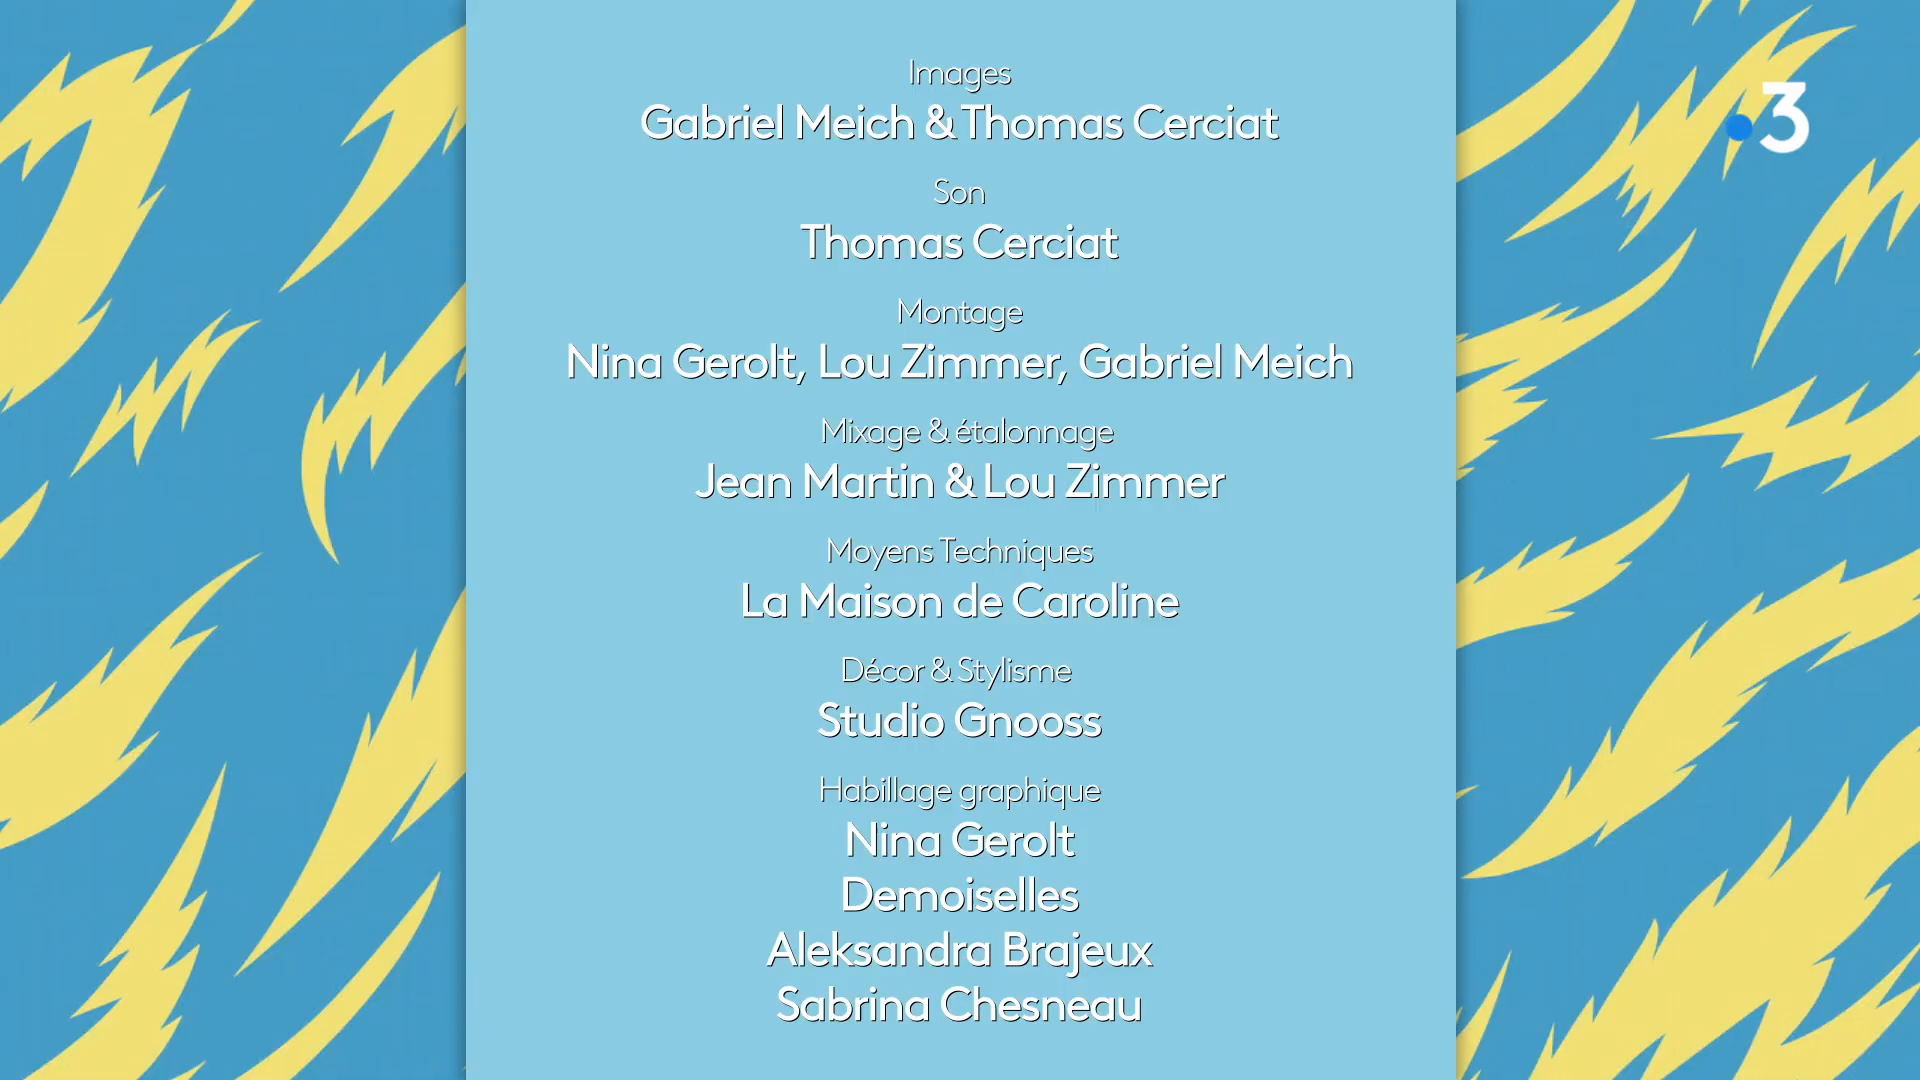 Images
Gabriel Meich & Thomas Cerciat
3
Son
Thomas Cerciat
Montage
Nina Gerolt, Lou Zimmer, Gabriel Meich
Mixage & étalonnage
Jean Martin & Lou Zimmer
Moyens Techniques
La Maison de Caroline
Décor & Stylisme
Studio Gnooss
Habillage graphique
Nina Gerolt
Demoiselles
Aleksandra Brajeux
Sabrina Chesneau